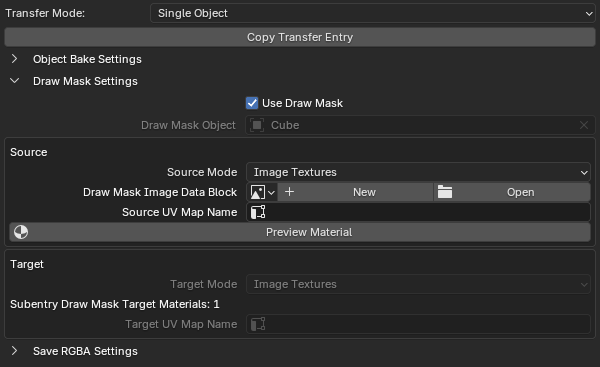 Transfer Mode: Single Object
Copy Transfer Entry
Object Bake Settings
Draw Mask Settings
Use Draw Mask
Draw Mask Object Cube
Source
Source Mode Image Textures
Draw Mask Image Data Block New Open
Source UV Map Name
Preview Material
Target
Target Mode Image Textures
Subentry Draw Mask Target Materials: 1
Target UV Map Name
Save RGBA Settings